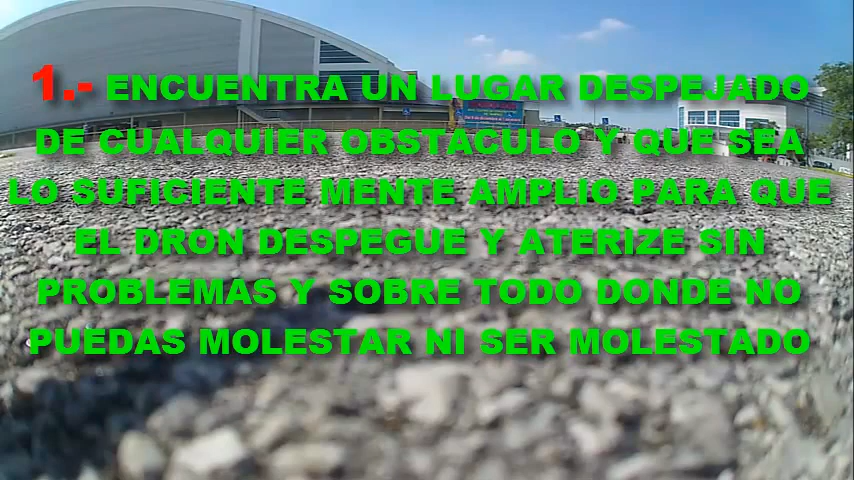 1.- ENCUENTRA UN LUGAR DESPEJADO
DE CUALQUIER OBSTACULO Y QUE SEA
LO SUFICIENTE MENTE AMPLIO PARA QUE
EL DRON DESPEGUE Y ATERIZE SIN
PROBLEMAS Y SOBRE TODO DONDE NO
PUEDAS MOLESTAR NI SER MOLESTADO